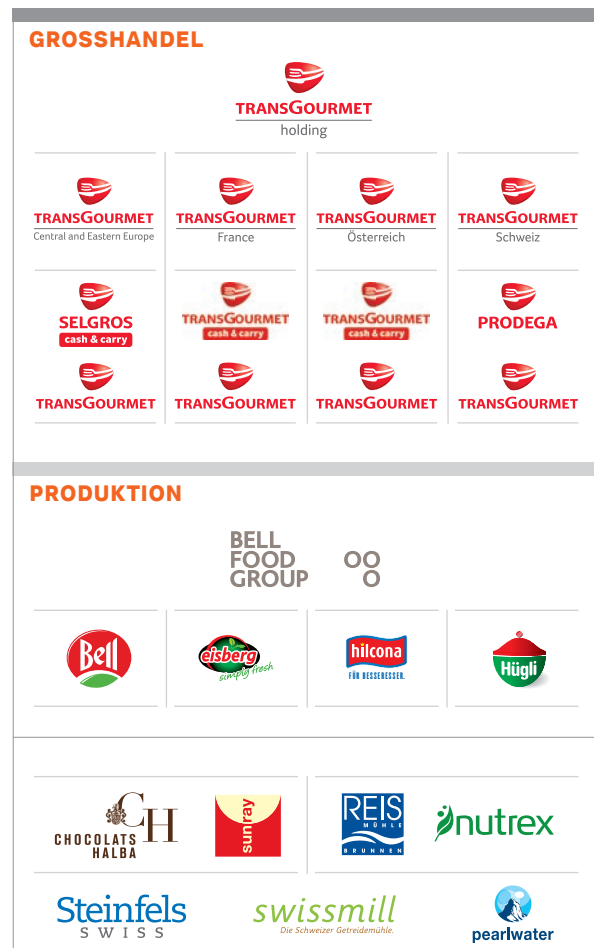 GROSSHANDEL
TRANSGOURMET
holding
TRANSGOURMET
Central and Eastern Europe
TRANSGOURMET
France
TRANSGOURMET
Österreich
TRANSGOURMET
Schweiz
SELGROS
cash & carry
TRANSGOURMET
cash & carry
TRANSGOURMET
cash & carry
PRODEGA
TRANSGOURMET
TRANSGOURMET
TRANSGOURMET
TRANSGOURMET
PRODUKTION
BELL
FOOD
GROUP
Bell
eisberg
simply fresh
hilcona
FÜR BESSERESSER.
Hügli
CH
CHOCOLATS
HALBA
sunray
REIS
MÜHLE
BRUNNEN
nutrex
Steinfels
SWISS
swissmill
Die Schweizer Getreidemühle.
pearlwater